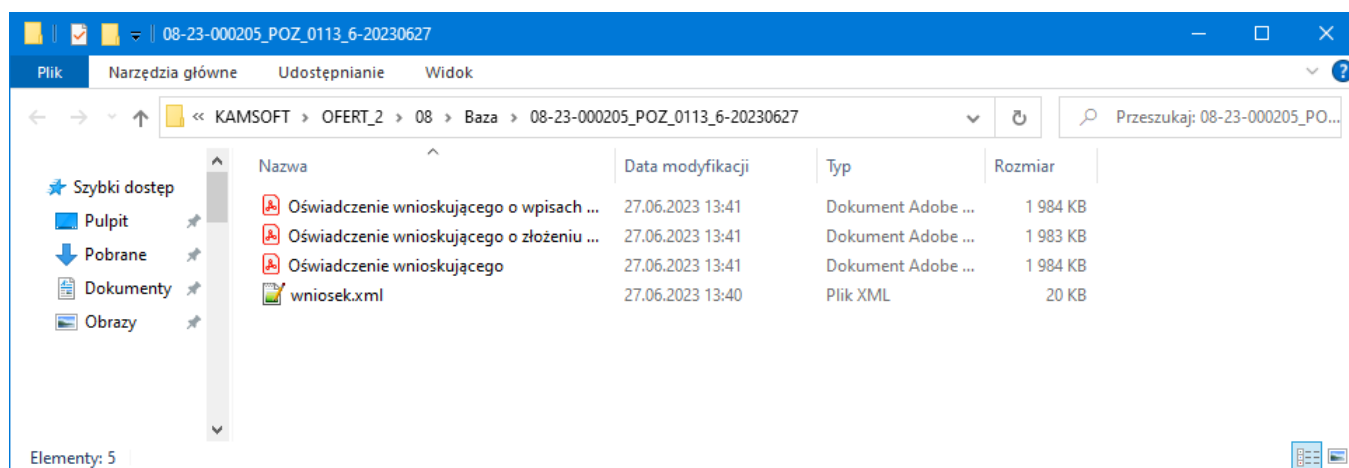 08-23-000205_POZ_0113_6-20230627
Plik Narzędzia główne Udostępnianie Widok
« KAMSOFT › OFERT_2 › 08 › Baza › 08-23-000205_POZ_0113_6-20230627 Przeszukaj: 08-23-000205_PO...
Nazwa Data modyfikacji Typ Rozmiar
Szybki dostęp
Pulpit
Pobrane
Dokumenty
Obrazy
Oświadczenie wnioskującego o wpisach ... 27.06.2023 13:41 Dokument Adobe ... 1 984 KB
Oświadczenie wnioskującego o złożeniu ... 27.06.2023 13:41 Dokument Adobe ... 1 983 KB
Oświadczenie wnioskującego 27.06.2023 13:41 Dokument Adobe ... 1 984 KB
wniosek.xml 27.06.2023 13:40 Plik XML 20 KB
Elementy: 5